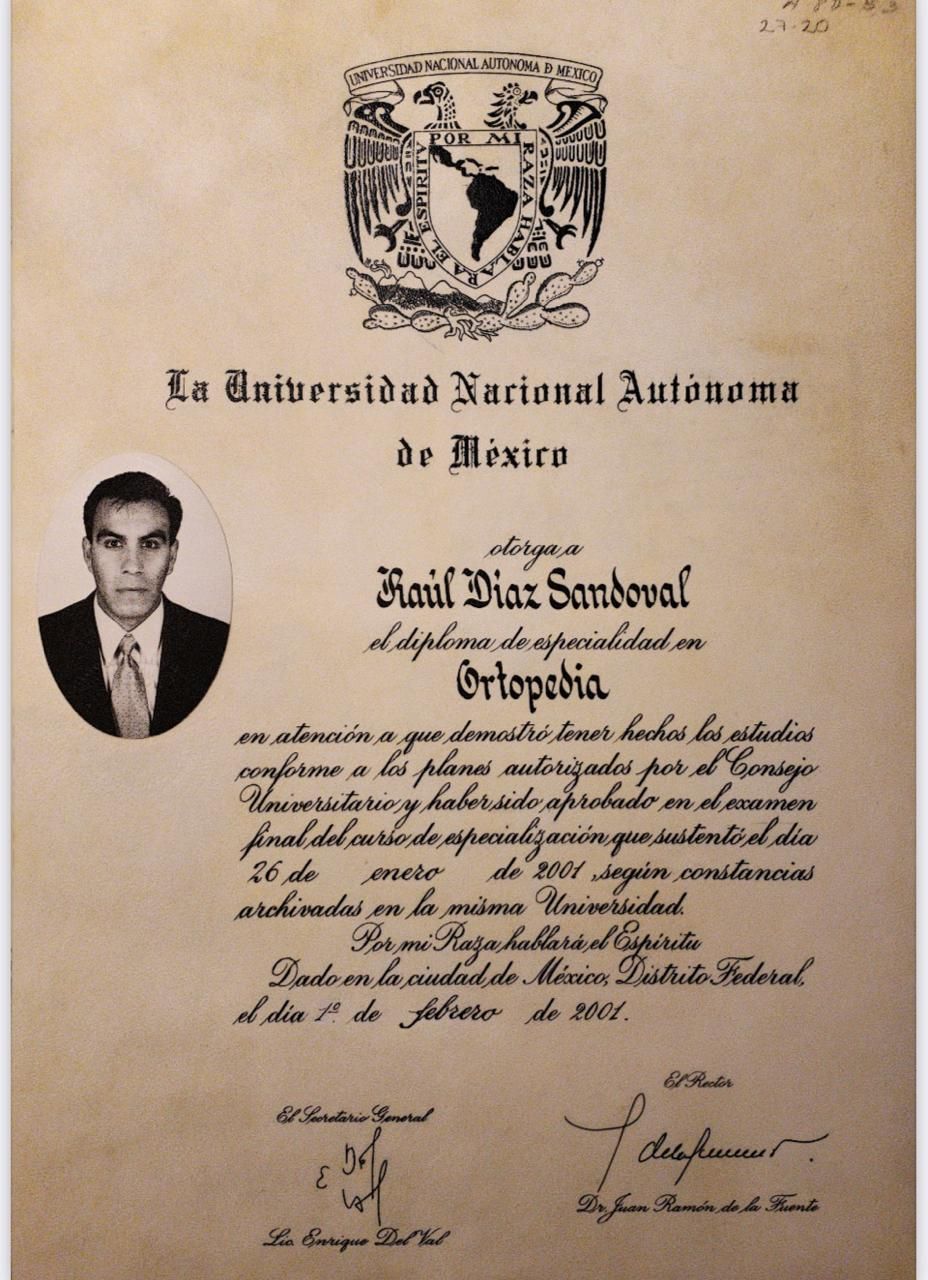 27-20
UNIVERSIDAD NACIONAL AUTONOMA D MEXICO
POR MI RAZA HABLARA EL ESPIRITV
La Universidad Nacional Autónoma
de México
otorga a
Raúl Diaz Sandoval
el diploma de especialidad en
Ortopedia
en atención a que demostró tener hechos los estudios
conforme a los planes autorizados por el Consejo
Universitario y haber sido aprobado en el examen
final del curso de especialización que sustentó el día
26 de enero de 2001, según constancias
archivadas en la misma Universidad.
Por mi Raza hablará el Espíritu
Dado en la ciudad de México, Distrito Federal,
el día 1º. de febrero de 2001.
El Rector
El Secretario General
Dr. Juan Ramón de la Fuente
Lic. Enrique Del Val